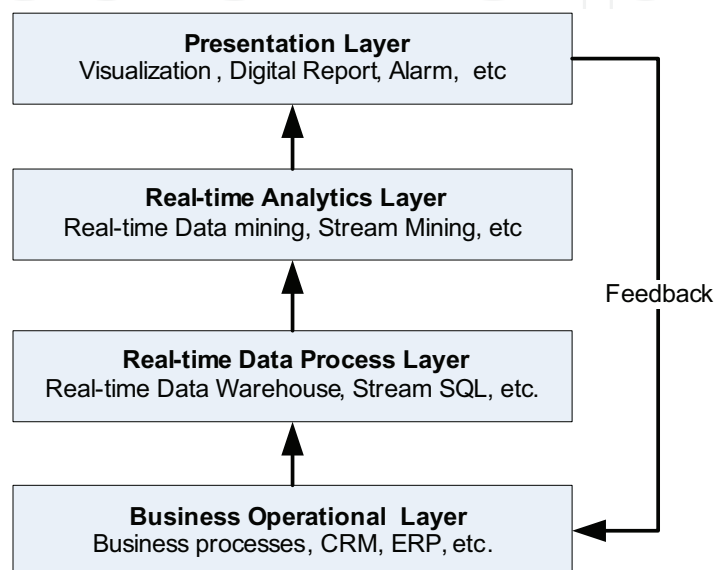 Presentation Layer
Visualization , Digital Report, Alarm, etc
Real-time Analytics Layer
Real-time Data mining, Stream Mining, etc
Feedback
Real-time Data Process Layer
Real-time Data Warehouse, Stream SQL, etc.
Business Operational Layer
Business processes, CRM, ERP, etc.